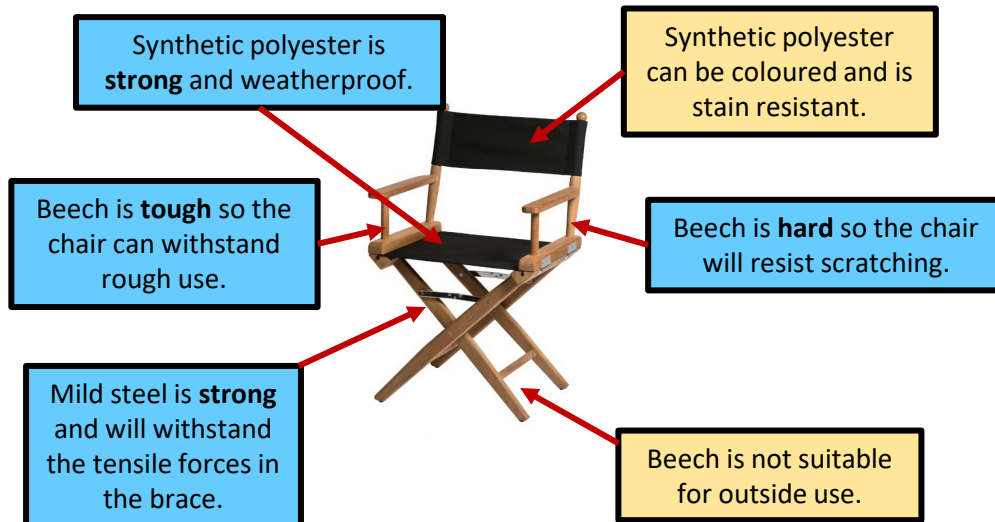 Synthetic polyester is
strong and weatherproof.
Synthetic polyester
can be coloured and is
stain resistant.
Beech is tough so the
chair can withstand
rough use.
Beech is hard so the chair
will resist scratching.
Mild steel is strong
and will withstand
the tensile forces in
the brace.
Beech is not suitable
for outside use.